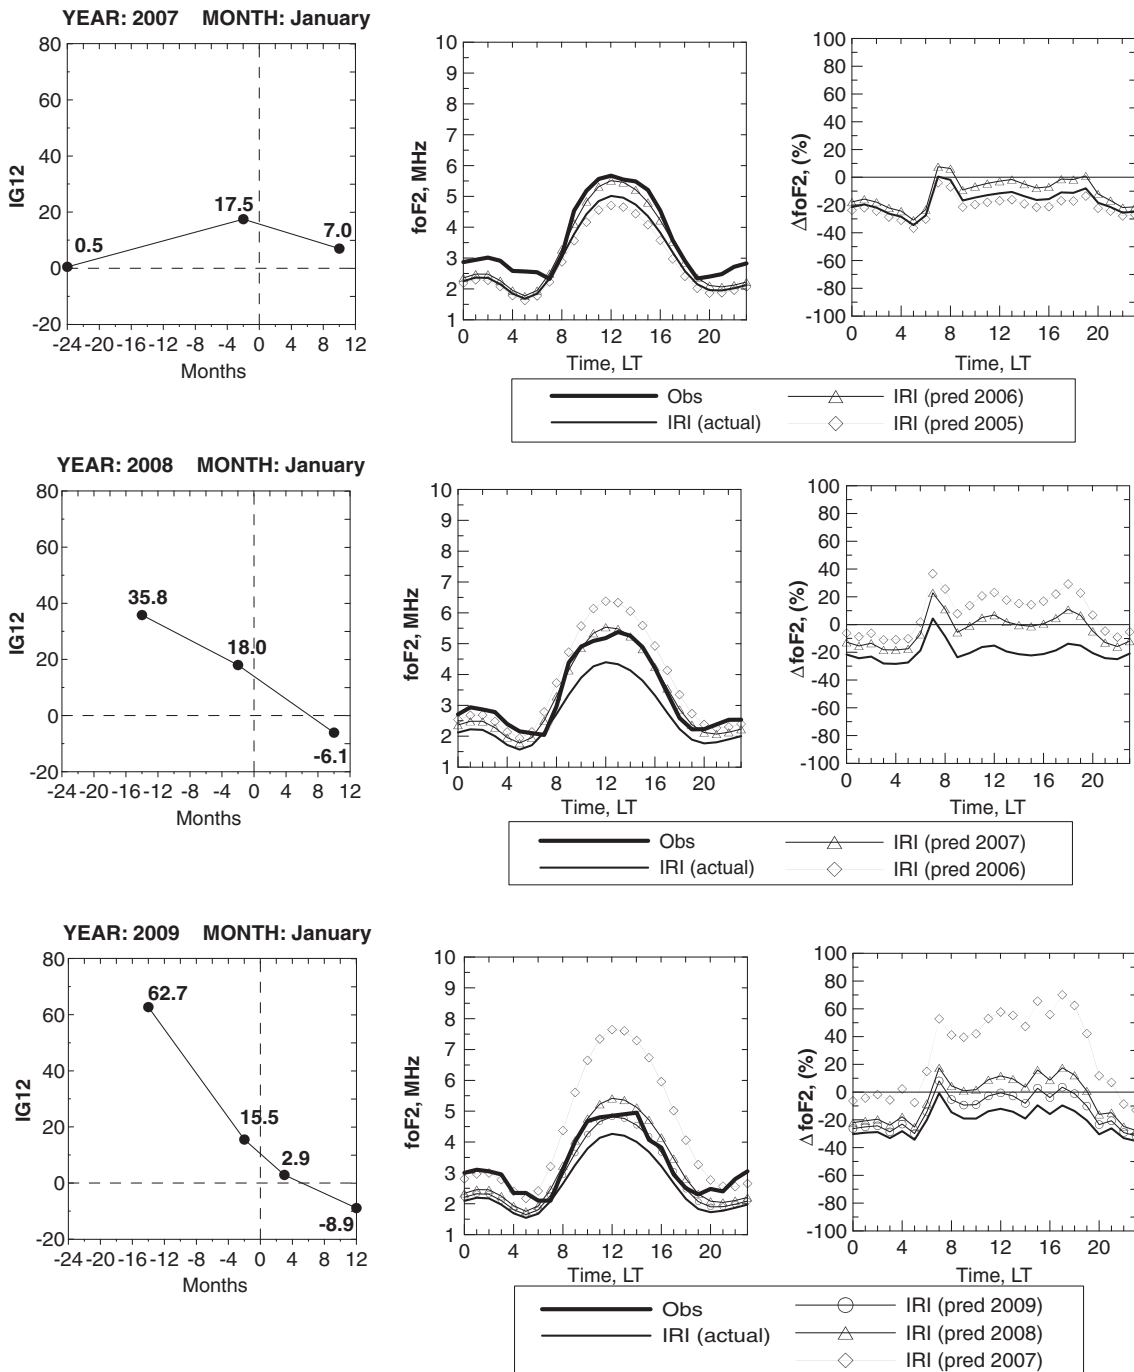 YEAR: 2007 MONTH: January
80
60
40
20
0
-20
IG12
0.5
17.5
7.0
-24 -20 -16 -12 -8 -4 0 4 8 12
Months
10
9
8
7
6
5
4
3
2
1
foF2, MHz
0 4 8 12 16 20
Time, LT
100
80
60
40
20
0
-20
-40
-60
-80
-100
ΔfoF2, (%)
0 4 8 12 16 20
Time, LT
Obs IRI (pred 2006)
IRI (actual) IRI (pred 2005)
YEAR: 2008 MONTH: January
80
60
40
20
0
-20
IG12
35.8
18.0
-6.1
-24 -20 -16 -12 -8 -4 0 4 8 12
Months
10
9
8
7
6
5
4
3
2
1
foF2, MHz
0 4 8 12 16 20
Time, LT
100
80
60
40
20
0
-20
-40
-60
-80
-100
ΔfoF2, (%)
0 4 8 12 16 20
Time, LT
Obs IRI (pred 2007)
IRI (actual) IRI (pred 2006)
YEAR: 2009 MONTH: January
80
60
40
20
0
-20
IG12
62.7
15.5
2.9
-8.9
-24 -20 -16 -12 -8 -4 0 4 8 12
Months
10
9
8
7
6
5
4
3
2
1
foF2, MHz
0 4 8 12 16 20
Time, LT
100
80
60
40
20
0
-20
-40
-60
-80
-100
ΔfoF2, (%)
0 4 8 12 16 20
Time, LT
Obs IRI (pred 2009)
IRI (actual) IRI (pred 2008)
IRI (pred 2007)